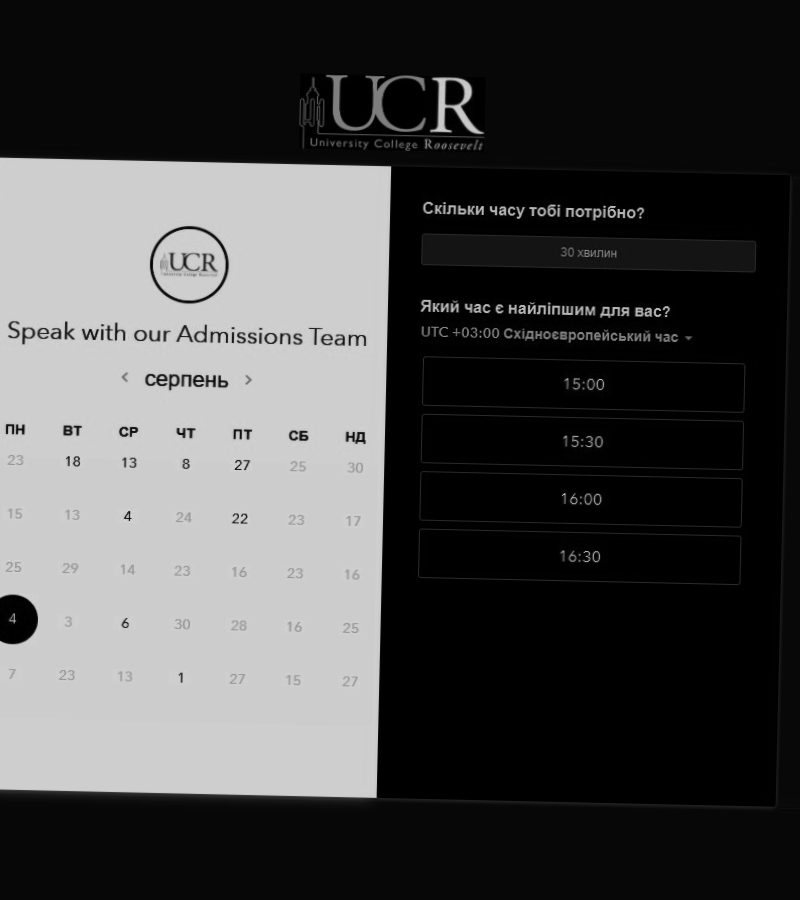 UCR
University College Roosevelt
UCR
Speak with our Admissions Team
серпень
ПН ВТ СР ЧТ ПТ СБ НД
23 18 13 8 27 25 30
15 13 4 24 22 23 17
25 29 14 23 16 23 16
4 3 6 30 28 16 25
7 23 13 1 27 15 27
Скільки часу тобі потрібно?
30 хвилин
Який час є найліпшим для вас?
UTC +03:00 Східноєвропейський час
15:00
15:30
16:00
16:30